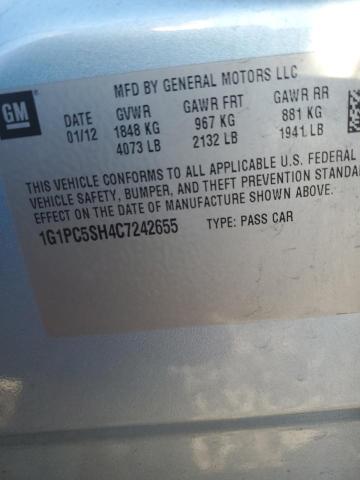 MFD BY GENERAL MOTORS LLC
GM
DATE GVWR GAWR FRT GAWR RR
01/12 1848 KG 967 KG 881 KG
4073 LB 2132 LB 1941 LB
THIS VEHICLE CONFORMS TO ALL APPLICABLE U.S. FEDERAL
VEHICLE SAFETY, BUMPER, AND THEFT PREVENTION STANDARD
EFFECT ON THE DATE OF MANUFACTURE SHOWN ABOVE.
1G1PC5SH4C7242655 TYPE: PASS CAR